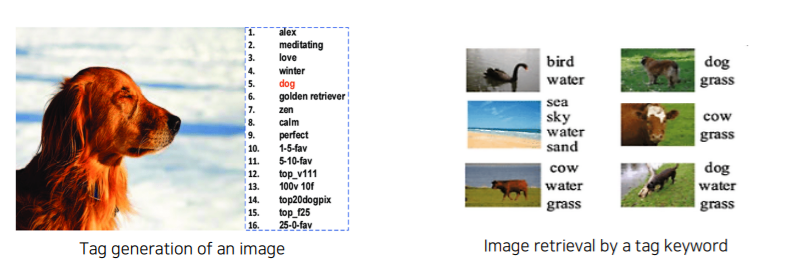 1. alex
2. meditating
3. love
4. winter
5. dog
6. golden retriever
7. zen
8. calm
9. perfect
10. 1-5-fav
11. 5-10-fav
12. top_v111
13. 100v 10f
14. top20dogpix
15. top_f25
16. 25-0-fav
Tag generation of an image
bird
water
dog
grass
sea
sky
water
sand
cow
grass
cow
water
grass
dog
water
grass
Image retrieval by a tag keyword